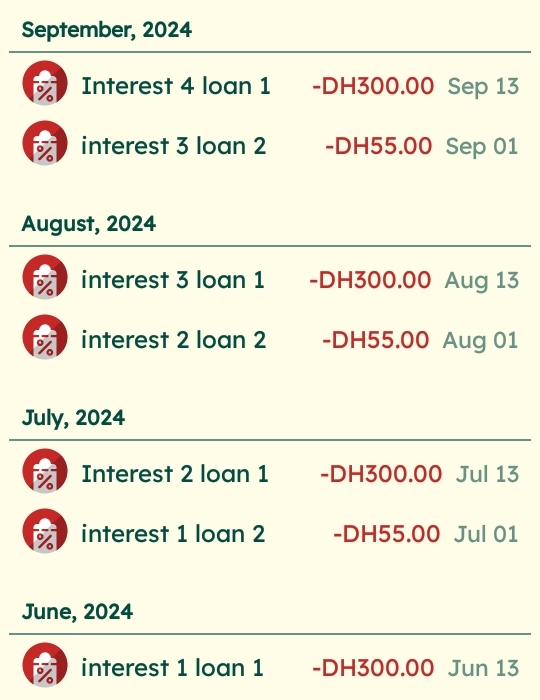 September, 2024
Interest 4 loan 1 -DH300.00 Sep 13
interest 3 loan 2 -DH55.00 Sep 01
August, 2024
interest 3 loan 1 -DH300.00 Aug 13
interest 2 loan 2 -DH55.00 Aug 01
July, 2024
Interest 2 loan 1 -DH300.00 Jul 13
interest 1 loan 2 -DH55.00 Jul 01
June, 2024
interest 1 loan 1 -DH300.00 Jun 13